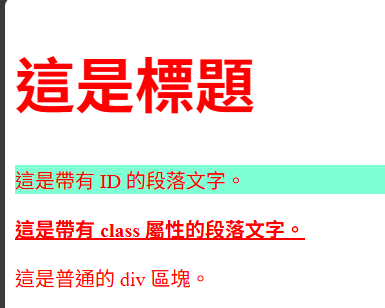 這是標題
這是帶有 ID 的段落文字。
這是帶有 class 屬性的段落文字。
這是普通的 div 區塊。